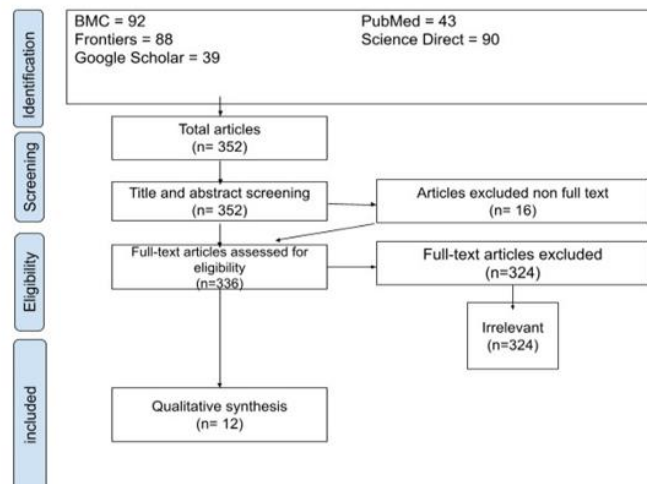 Identification
BMC = 92
PubMed = 43
Frontiers = 88
Science Direct = 90
Google Scholar = 39
Screening
Total articles
(n= 352)
Title and abstract screening
(n= 352)
Articles excluded non full text
(n= 16)
Eligibility
Full-text articles assessed for
eligibility
(n=336)
Full-text articles excluded
(n=324)
Irrelevant
(n=324)
included
Qualitative synthesis
(n= 12)